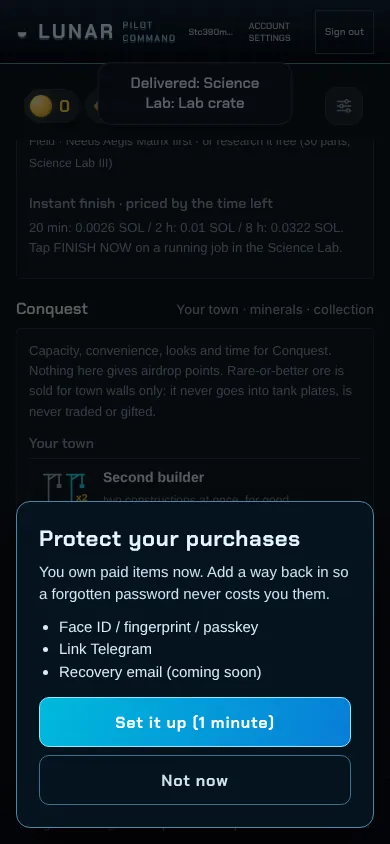 LUNAR
PILOT
COMMAND
Stc390m...
ACCOUNT
SETTINGS
Sign out
Delivered: Science
Lab: Lab crate
0
Field · Needs Aegis Matrix first · or research it free (30 parts,
Science Lab III)
Instant finish · priced by the time left
20 min: 0.0026 SOL / 2 h: 0.01 SOL / 8 h: 0.0322 SOL.
Tap FINISH NOW on a running job in the Science Lab.
Conquest
Your town · minerals · collection
Capacity, convenience, looks and time for Conquest.
Nothing here gives airdrop points. Rare-or-better ore is
sold for town walls only: it never goes into tank plates, is
never traded or gifted.
Your town
x2
Second builder
two constructions at once, for good
Protect your purchases
You own paid items now. Add a way back in so
a forgotten password never costs you them.
• Face ID / fingerprint / passkey
• Link Telegram
• Recovery email (coming soon)
Set it up (1 minute)
Not now